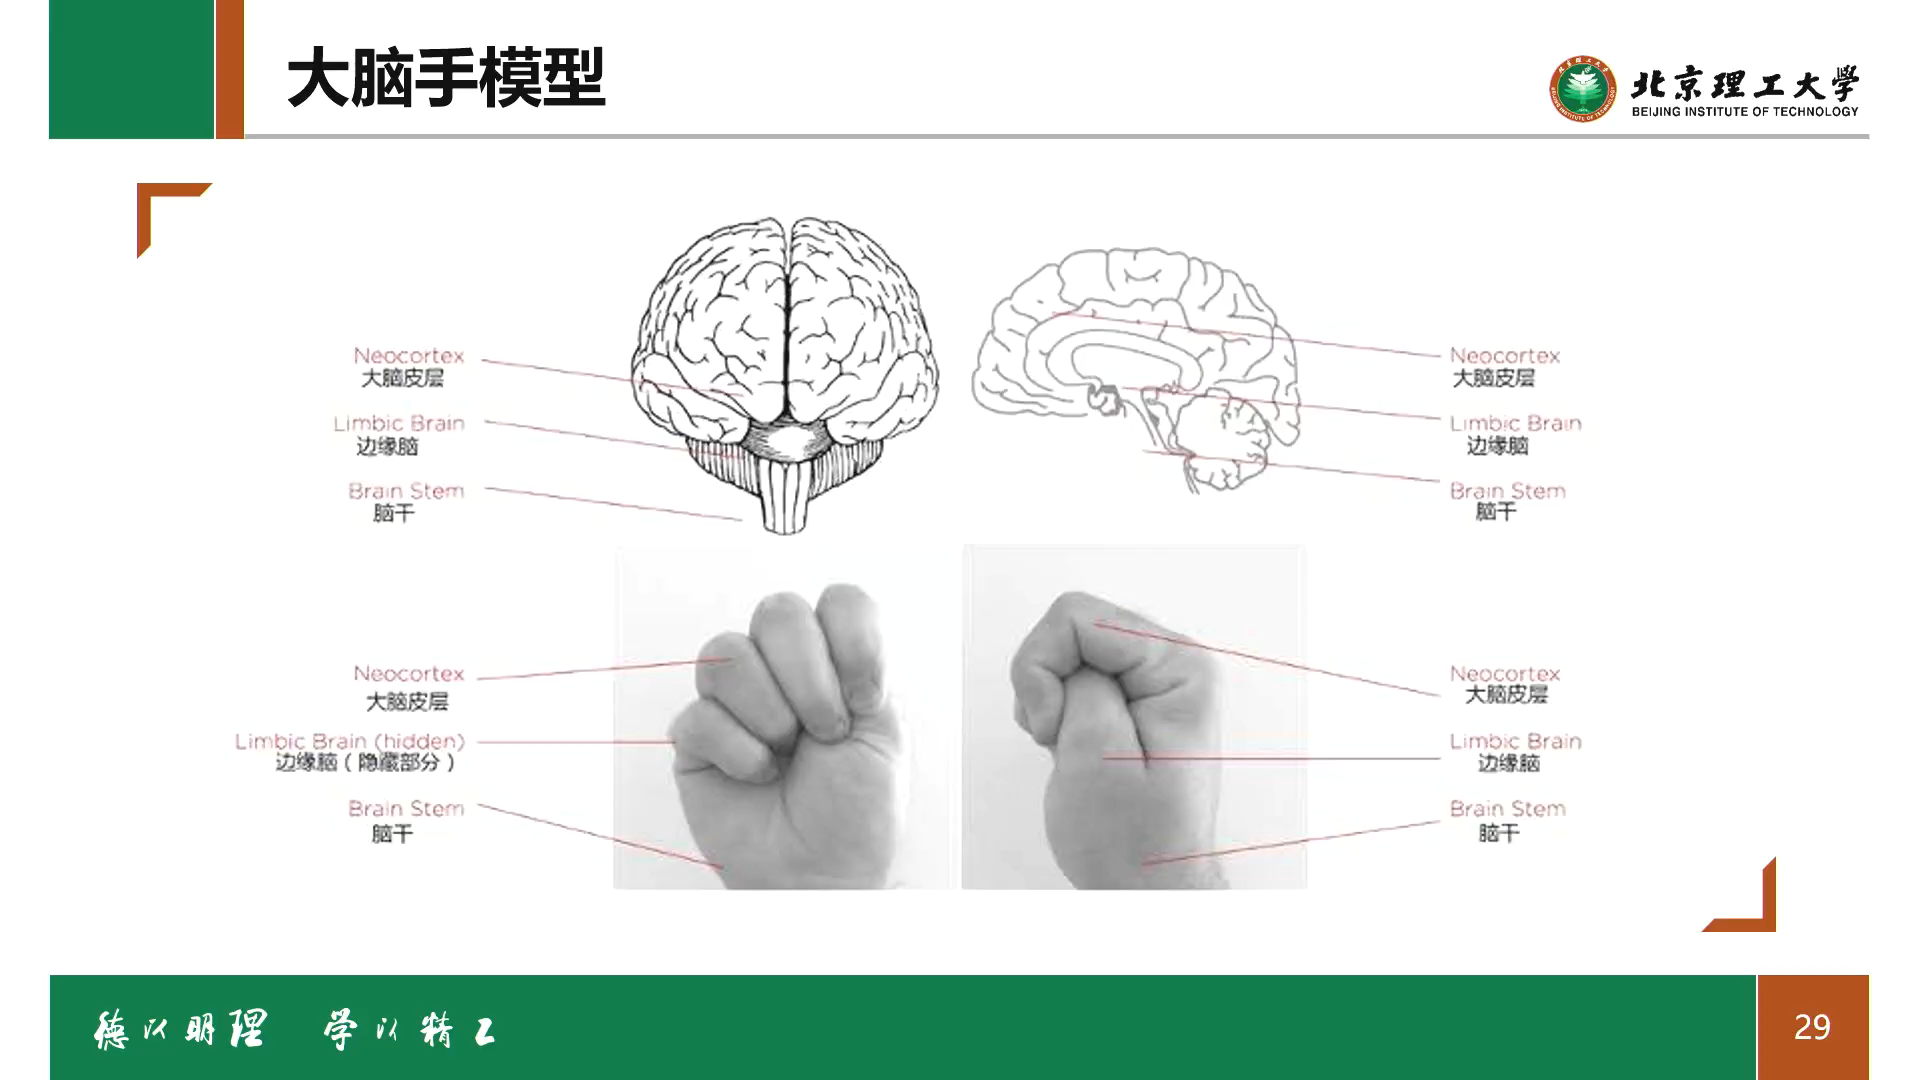 大脑手模型
北京理工大学
BEIJING INSTITUTE OF TECHNOLOGY
Neocortex
大脑皮层
Limbic Brain
边缘脑
Brain Stem
脑干
Neocortex
大脑皮层
Limbic Brain
边缘脑
Brain Stem
脑干
Neocortex
大脑皮层
Limbic Brain (hidden)
边缘脑（隐藏部分）
Brain Stem
脑干
Neocortex
大脑皮层
Limbic Brain
边缘脑
Brain Stem
脑干
德以明理 学以精工
29